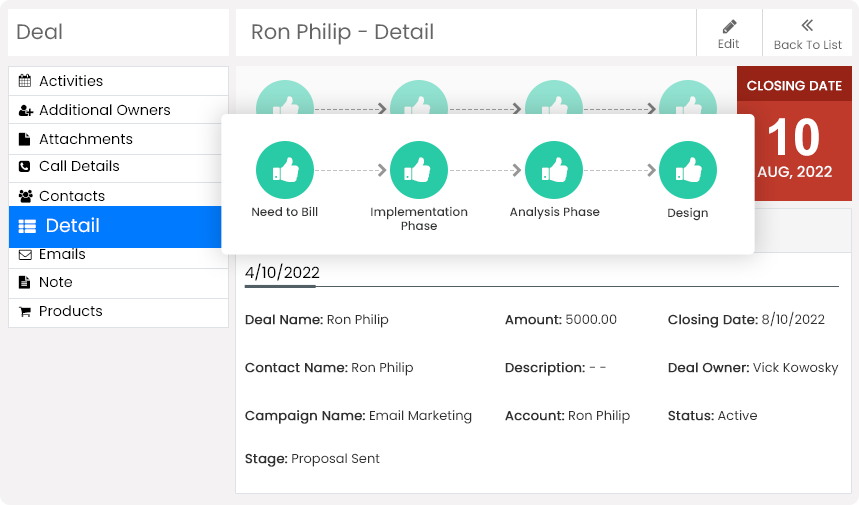 Deal
Ron Philip - Detail
Edit
Back To List
Activities
Additional Owners
Attachments
Call Details
Contacts
Detail
Emails
Note
Products
CLOSING DATE
10
AUG, 2022
Need to Bill
Implementation
Phase
Analysis Phase
Design
4/10/2022
Deal Name: Ron Philip
Amount: 5000.00
Closing Date: 8/10/2022
Contact Name: Ron Philip
Description: - -
Deal Owner: Vick Kowosky
Campaign Name: Email Marketing
Account: Ron Philip
Status: Active
Stage: Proposal Sent